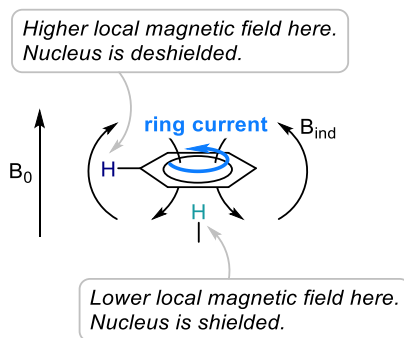 Higher local magnetic field here.
Nucleus is deshielded.
ring current
B_ind
B_0
H
H
Lower local magnetic field here.
Nucleus is shielded.